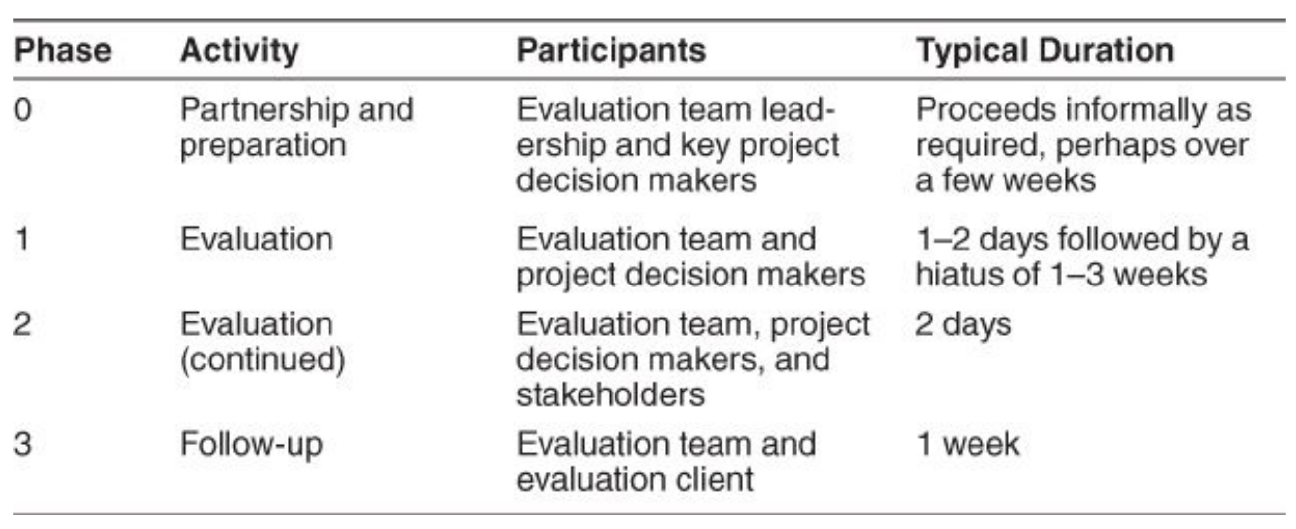 Phase Activity Participants Typical Duration
0 Partnership and Evaluation team lead- Proceeds informally as
preparation ership and key project required, perhaps over
decision makers a few weeks
1 Evaluation Evaluation team and 1–2 days followed by a
project decision makers hiatus of 1–3 weeks
2 Evaluation Evaluation team, project 2 days
(continued) decision makers, and
stakeholders
3 Follow-up Evaluation team and 1 week
evaluation client